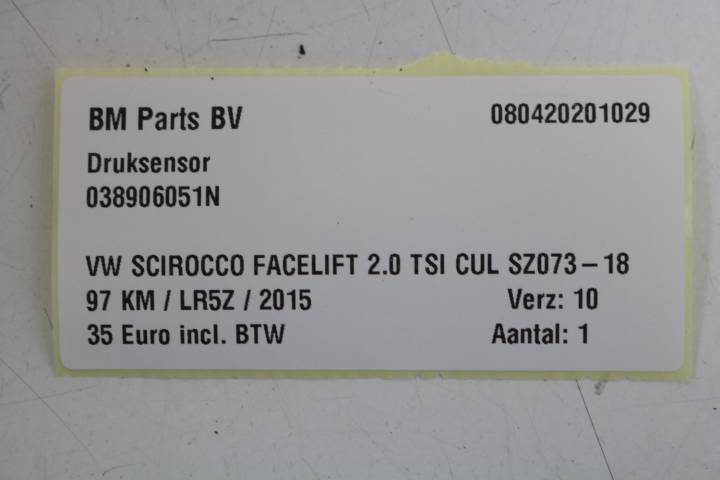 BM Parts BV 080420201029
Druksensor
038906051N
VW SCIROCCO FACELIFT 2.0 TSI CUL SZ073-18
97 KM / LR5Z / 2015 Verz: 10
35 Euro incl. BTW Aantal: 1